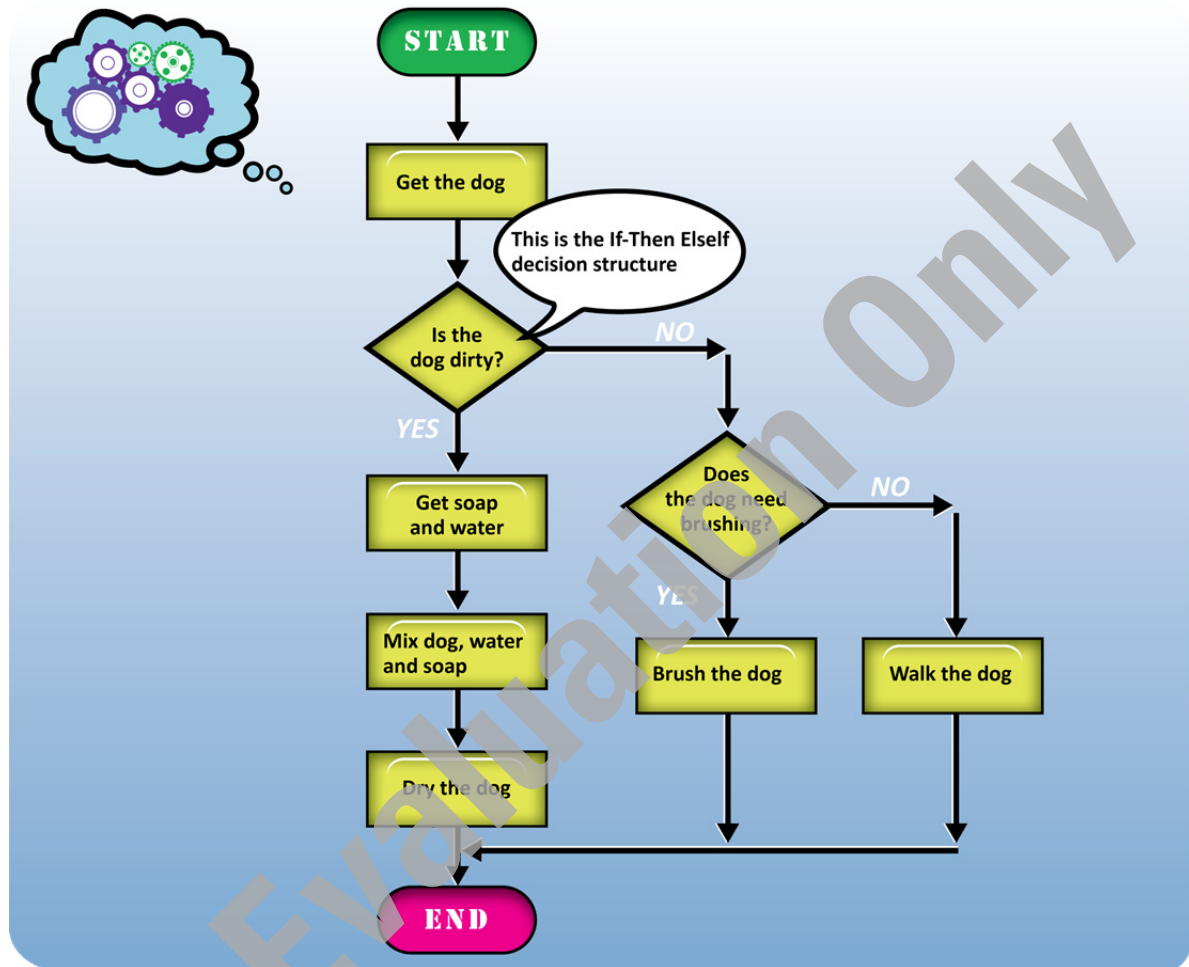 START
Get the dog
This is the If-Then ElseIf
decision structure
Is the
dog dirty?
NO
YES
Does
the dog need
brushing?
NO
Get soap
and water
YES
Mix dog, water
and soap
Brush the dog
Walk the dog
Dry the dog
END
Evaluation Only